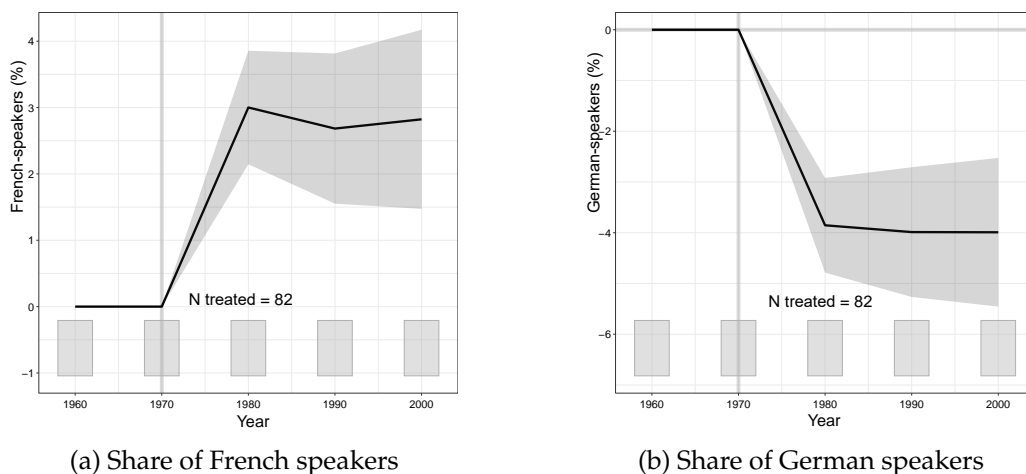 French-speakers (%)
4
3
2
1
0
−1
N treated = 82
1960 1970 1980 1990 2000
Year
(a) Share of French speakers
German-speakers (%)
0
−2
−4
−6
N treated = 82
1960 1970 1980 1990 2000
Year
(b) Share of German speakers